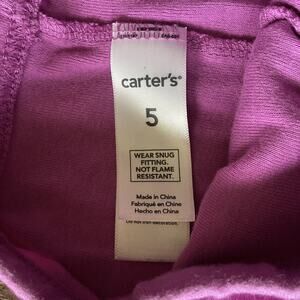 carter's®
5
WEAR SNUG
FITTING.
NOT FLAME
RESISTANT.
Made in China
Fabriqué en Chine
Hecho en China